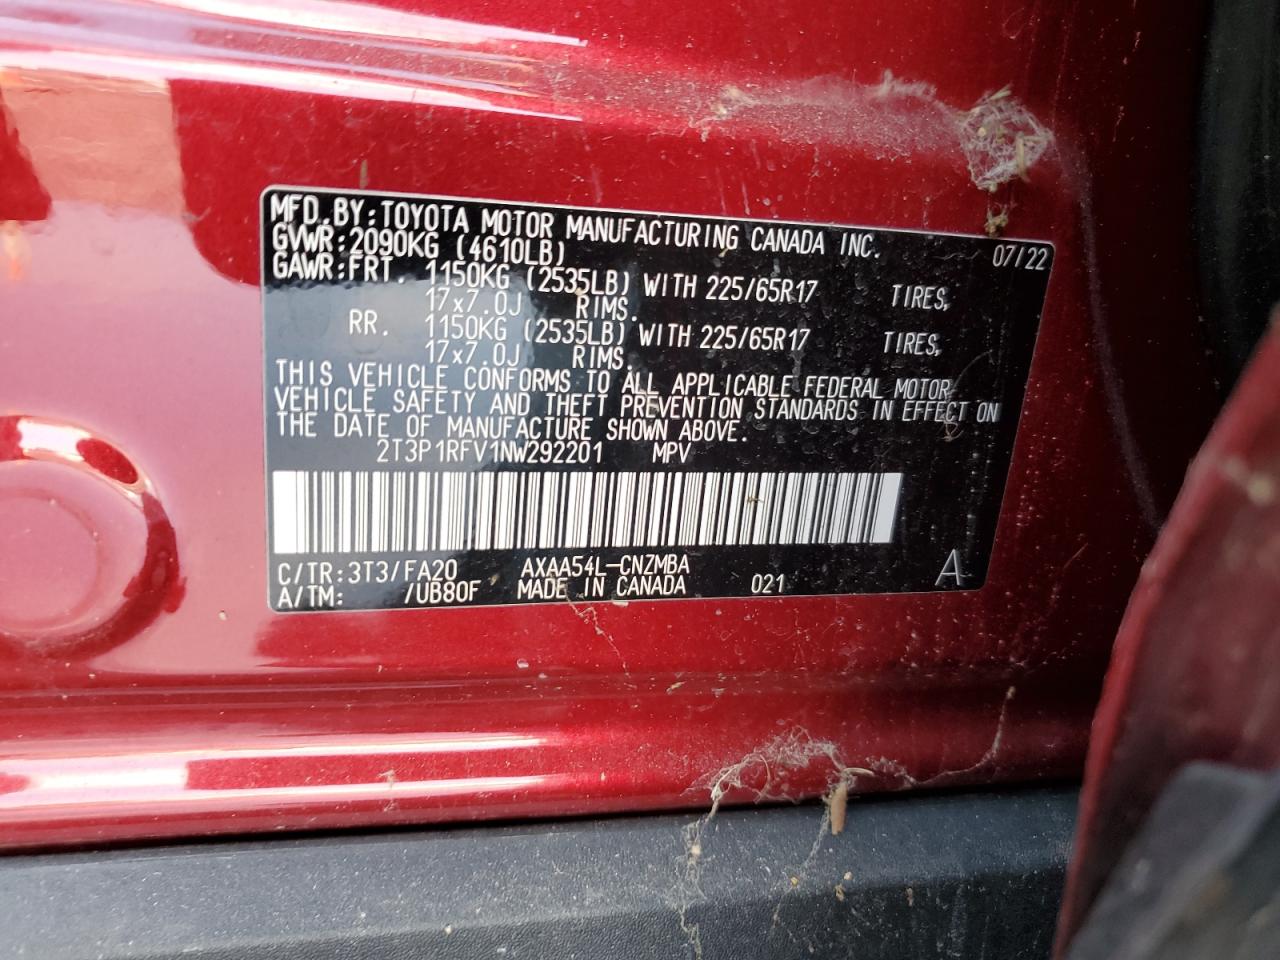 MFD.BY:TOYOTA MOTOR MANUFACTURING CANADA INC.
GVWR:2090KG (4610LB) 07/22
GAWR:FRT. 1150KG (2535LB) WITH 225/65R17 TIRES,
17x7.0J RIMS.
RR. 1150KG (2535LB) WITH 225/65R17 TIRES,
17x7.0J RIMS.
THIS VEHICLE CONFORMS TO ALL APPLICABLE FEDERAL MOTOR
VEHICLE SAFETY AND THEFT PREVENTION STANDARDS IN EFFECT ON
THE DATE OF MANUFACTURE SHOWN ABOVE.
2T3P1RFV1NW292201 MPV
C/TR:3T3/FA20 AXAA54L-CNZMBA
A/TM: /UB80F MADE IN CANADA 021 A